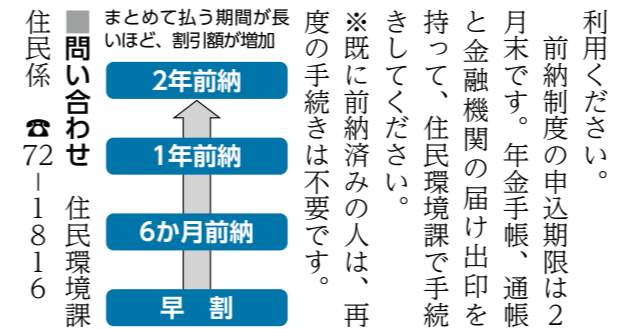 利用ください。
　前納制度の申込期限は2
月末です。年金手帳、通帳
と金融機関の届け出印を
持って、住民環境課で手続
きしてください。
※既に前納済みの人は、再
度の手続きは不要です。
まとめて払う期間が長
いほど、割引額が増加
2年前納
1年前納
6か月前納
早　割
■問い合わせ　住民環境課
住民係　☎72－1816